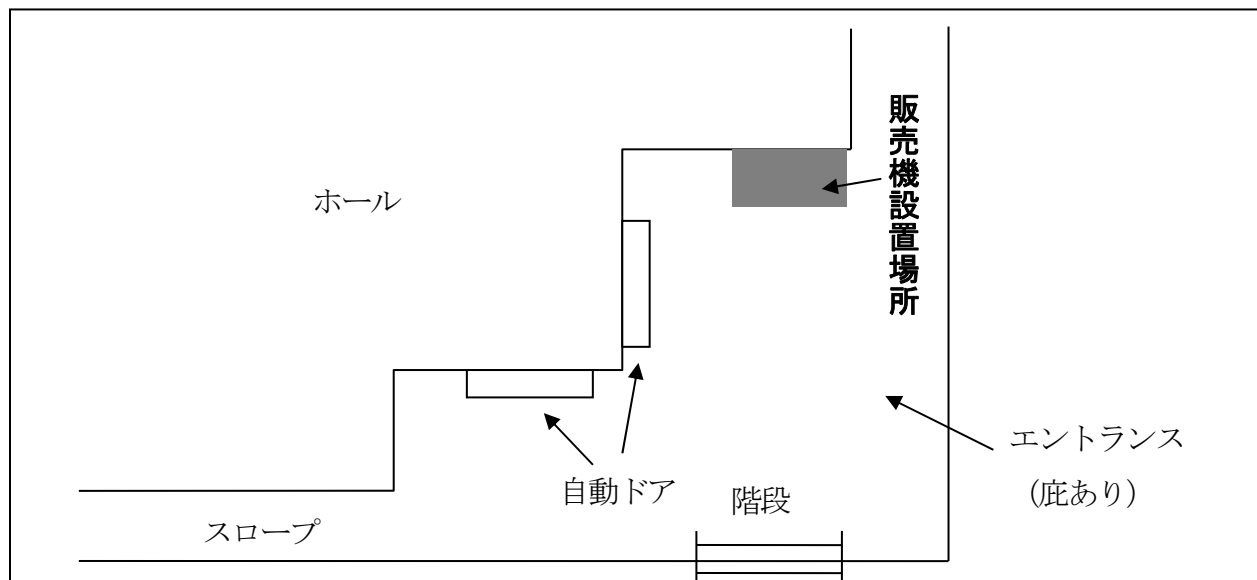 販売機設置場所
ホール
エントランス
(庇あり)
自動ドア
階段
スロープ